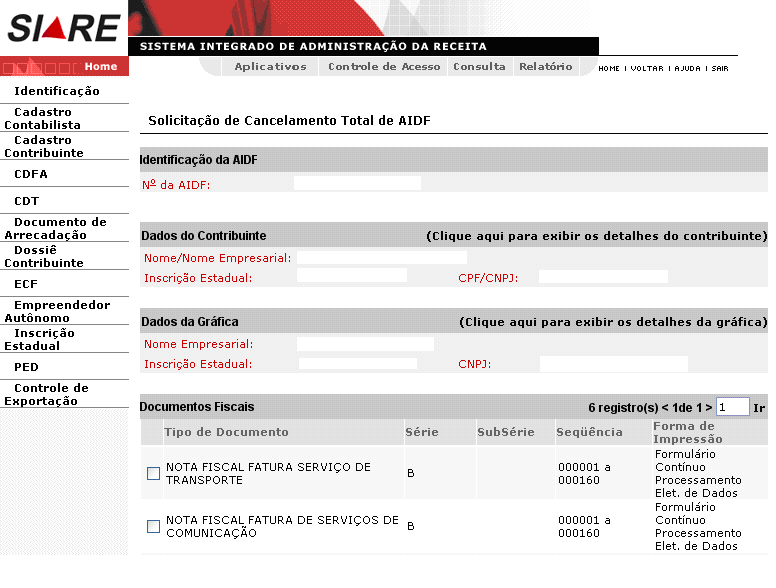 SIARE
SISTEMA INTEGRADO DE ADMINISTRAÇÃO DA RECEITA
Home
Aplicativos Controle de Acesso Consulta Relatório
HOME | VOLTAR | AJUDA | SAIR
Identificação
Cadastro
Contabilista
Cadastro
Contribuinte
CDFA
CDT
Documento de
Arrecadação
Dossiê
Contribuinte
ECF
Empreendedor
Autônomo
Inscrição
Estadual
PED
Controle de
Exportação
Solicitação de Cancelamento Total de AIDF
Identificação da AIDF
Nº da AIDF:
Dados do Contribuinte (Clique aqui para exibir os detalhes do contribuinte)
Nome/Nome Empresarial:
Inscrição Estadual: CPF/CNPJ:
Dados da Gráfica (Clique aqui para exibir os detalhes da gráfica)
Nome Empresarial:
Inscrição Estadual: CNPJ:
Documentos Fiscais 6 registro(s) < 1de 1 > 1 Ir
Tipo de Documento Série SubSérie Seqüência Forma de
Impressão
NOTA FISCAL FATURA SERVIÇO DE
TRANSPORTE
B
000001 a
000160
Formulário
Contínuo
Processamento
Elet. de Dados
NOTA FISCAL FATURA DE SERVIÇOS DE
COMUNICAÇÃO
B
000001 a
000160
Formulário
Contínuo
Processamento
Elet. de Dados